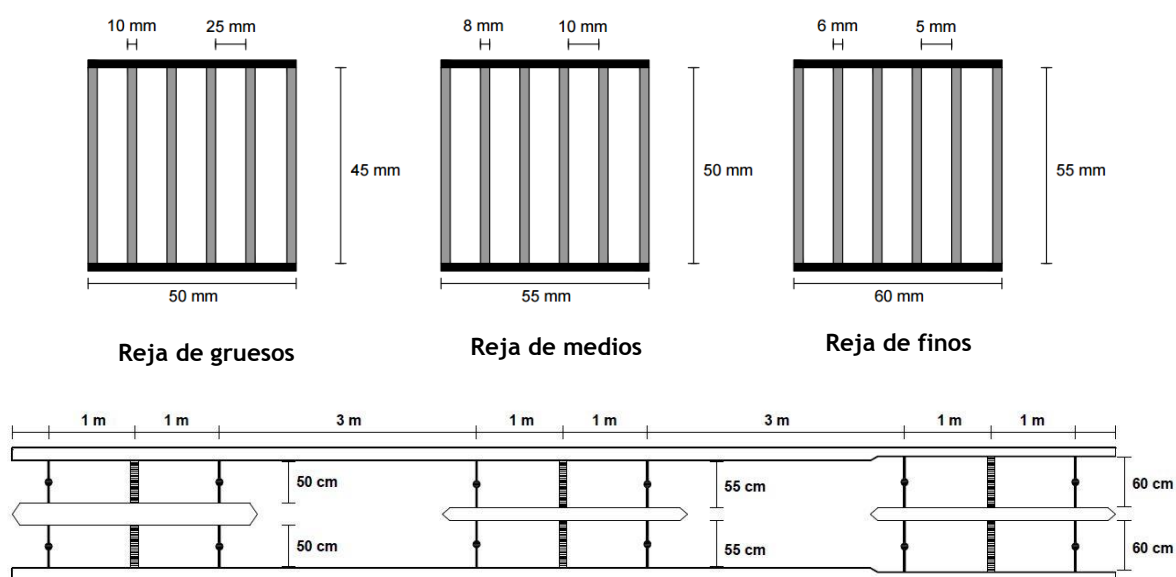 10 mm
25 mm
8 mm
10 mm
6 mm
5 mm
45 mm
50 mm
55 mm
50 mm
55 mm
60 mm
Reja de gruesos
Reja de medios
Reja de finos
1 m
1 m
3 m
1 m
1 m
3 m
1 m
1 m
50 cm
55 cm
60 cm
50 cm
55 cm
60 cm